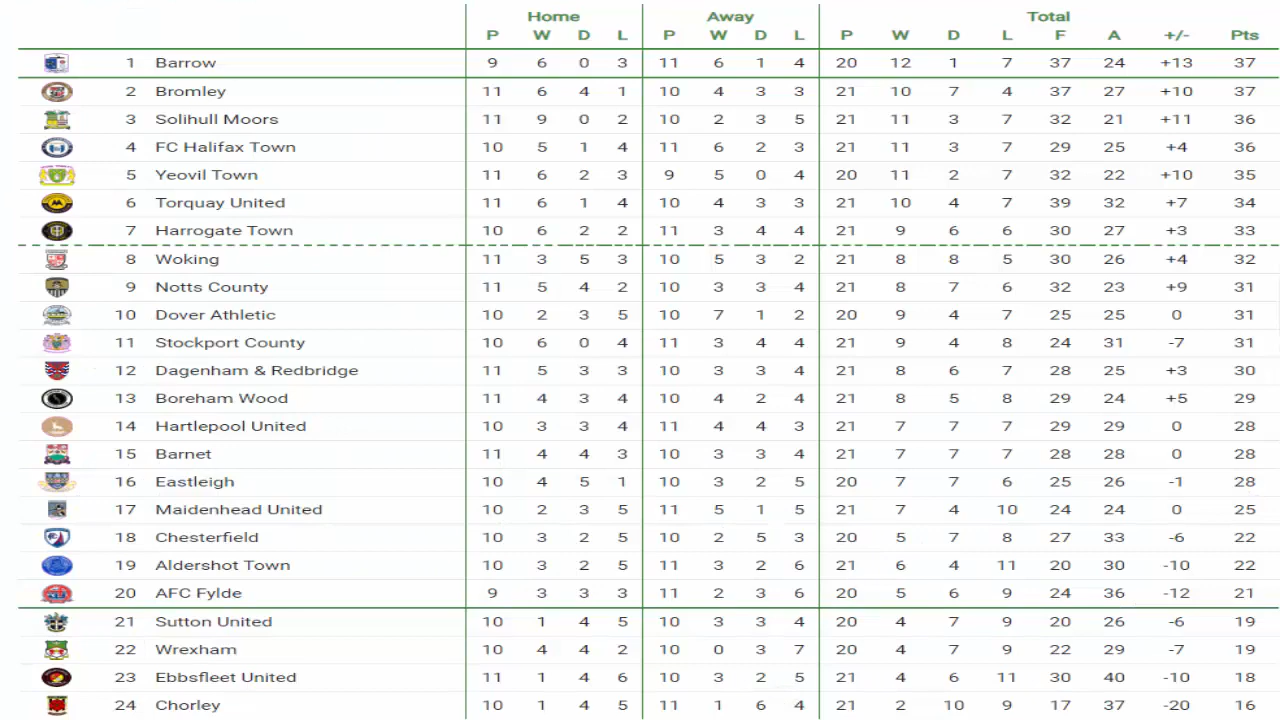 Home Away Total
P W D L P W D L P W D L F A +/- Pts
1 Barrow 9 6 0 3 11 6 1 4 20 12 1 7 37 24 +13 37
2 Bromley 11 6 4 1 10 4 3 3 21 10 7 4 37 27 +10 37
3 Solihull Moors 11 9 0 2 10 2 3 5 21 11 3 7 32 21 +11 36
4 FC Halifax Town 10 5 1 4 11 6 2 3 21 11 3 7 29 25 +4 36
5 Yeovil Town 11 6 2 3 9 5 0 4 20 11 2 7 32 22 +10 35
6 Torquay United 11 6 1 4 10 4 3 3 21 10 4 7 39 32 +7 34
7 Harrogate Town 10 6 2 2 11 3 4 4 21 9 6 6 30 27 +3 33
8 Woking 11 3 5 3 10 5 3 2 21 8 8 5 30 26 +4 32
9 Notts County 11 5 4 2 10 3 3 4 21 8 7 6 32 23 +9 31
10 Dover Athletic 10 2 3 5 10 7 1 2 20 9 4 7 25 25 0 31
11 Stockport County 10 6 0 4 11 3 4 4 21 9 4 8 24 31 -7 31
12 Dagenham & Redbridge 11 5 3 3 10 3 3 4 21 8 6 7 28 25 +3 30
13 Boreham Wood 11 4 3 4 10 4 2 4 21 8 5 8 29 24 +5 29
14 Hartlepool United 10 3 3 4 11 4 4 3 21 7 7 7 29 29 0 28
15 Barnet 11 4 4 3 10 3 3 4 21 7 7 7 28 28 0 28
16 Eastleigh 10 4 5 1 10 3 2 5 20 7 7 6 25 26 -1 28
17 Maidenhead United 10 2 3 5 11 5 1 5 21 7 4 10 24 24 0 25
18 Chesterfield 10 3 2 5 10 2 5 3 20 5 7 8 27 33 -6 22
19 Aldershot Town 10 3 2 5 11 3 2 6 21 6 4 11 20 30 -10 22
20 AFC Fylde 9 3 3 3 11 2 3 6 20 5 6 9 24 36 -12 21
21 Sutton United 10 1 4 5 10 3 3 4 20 4 7 9 20 26 -6 19
22 Wrexham 10 4 4 2 10 0 3 7 20 4 7 9 22 29 -7 19
23 Ebbsfleet United 11 1 4 6 10 3 2 5 21 4 6 11 30 40 -10 18
24 Chorley 10 1 4 5 11 1 6 4 21 2 10 9 17 37 -20 16